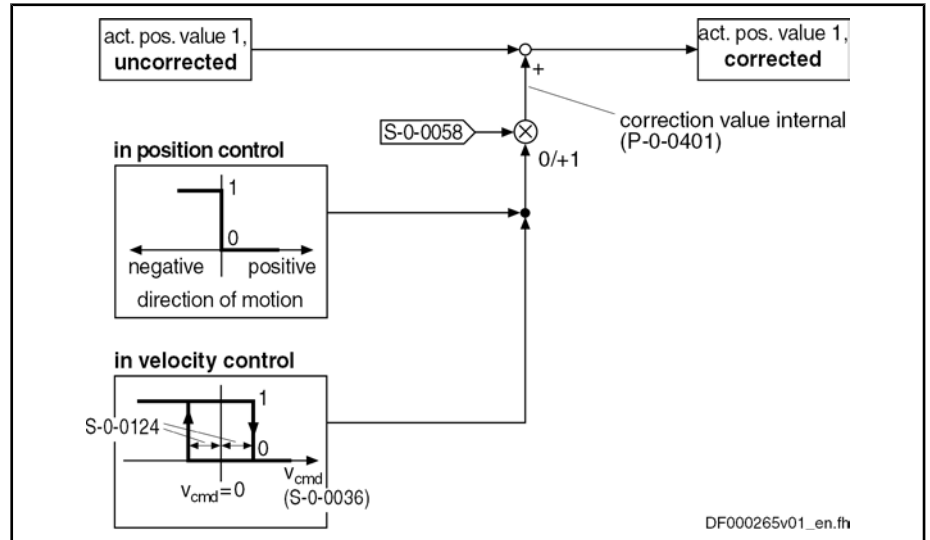 act. pos. value 1,
uncorrected
act. pos. value 1,
corrected
+
correction value internal
(P-0-0401)
S-0-0058
0/+1
in position control
1
0
negative
positive
direction of motion
in velocity control
1
S-0-0124
0
vcmd=0
vcmd
(S-0-0036)
DF000265v01_en.fh